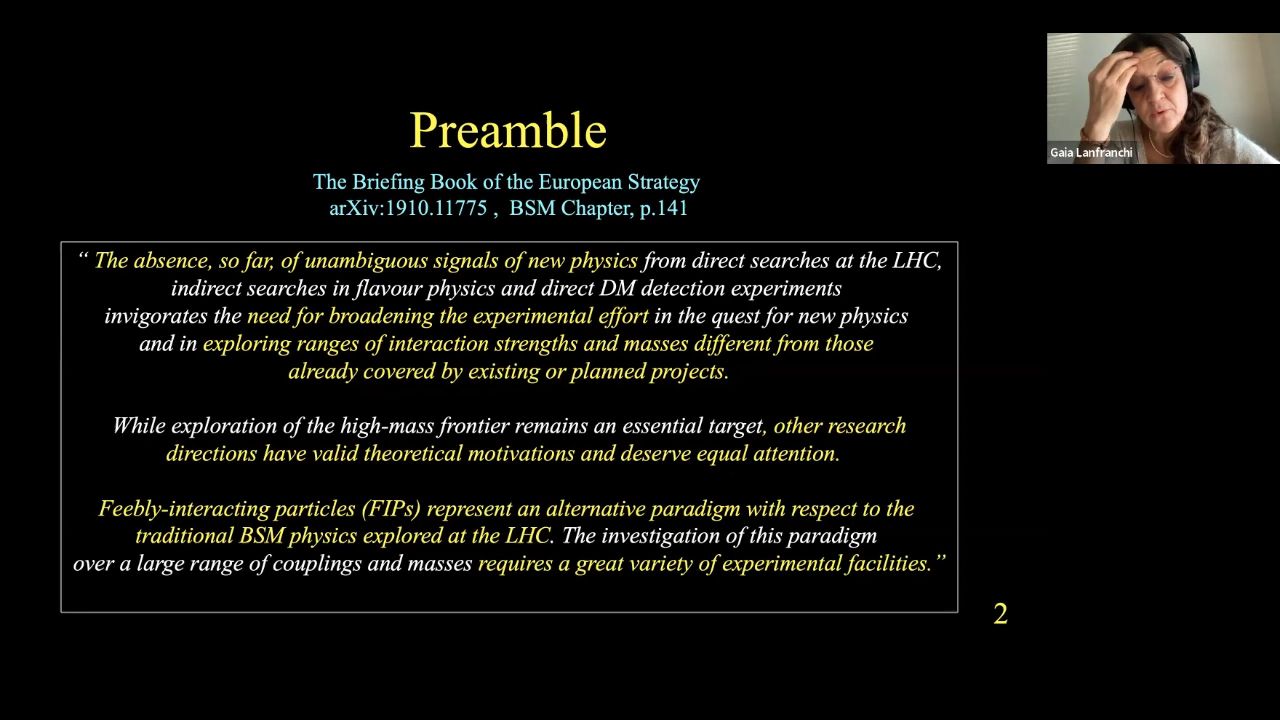 Preamble
The Briefing Book of the European Strategy
arXiv:1910.11775 , BSM Chapter, p.141
“ The absence, so far, of unambiguous signals of new physics from direct searches at the LHC,
indirect searches in flavour physics and direct DM detection experiments
invigorates the need for broadening the experimental effort in the quest for new physics
and in exploring ranges of interaction strengths and masses different from those
already covered by existing or planned projects.
While exploration of the high-mass frontier remains an essential target, other research
directions have valid theoretical motivations and deserve equal attention.
Feebly-interacting particles (FIPs) represent an alternative paradigm with respect to the
traditional BSM physics explored at the LHC. The investigation of this paradigm
over a large range of couplings and masses requires a great variety of experimental facilities.”
2
Gaia Lanfranchi